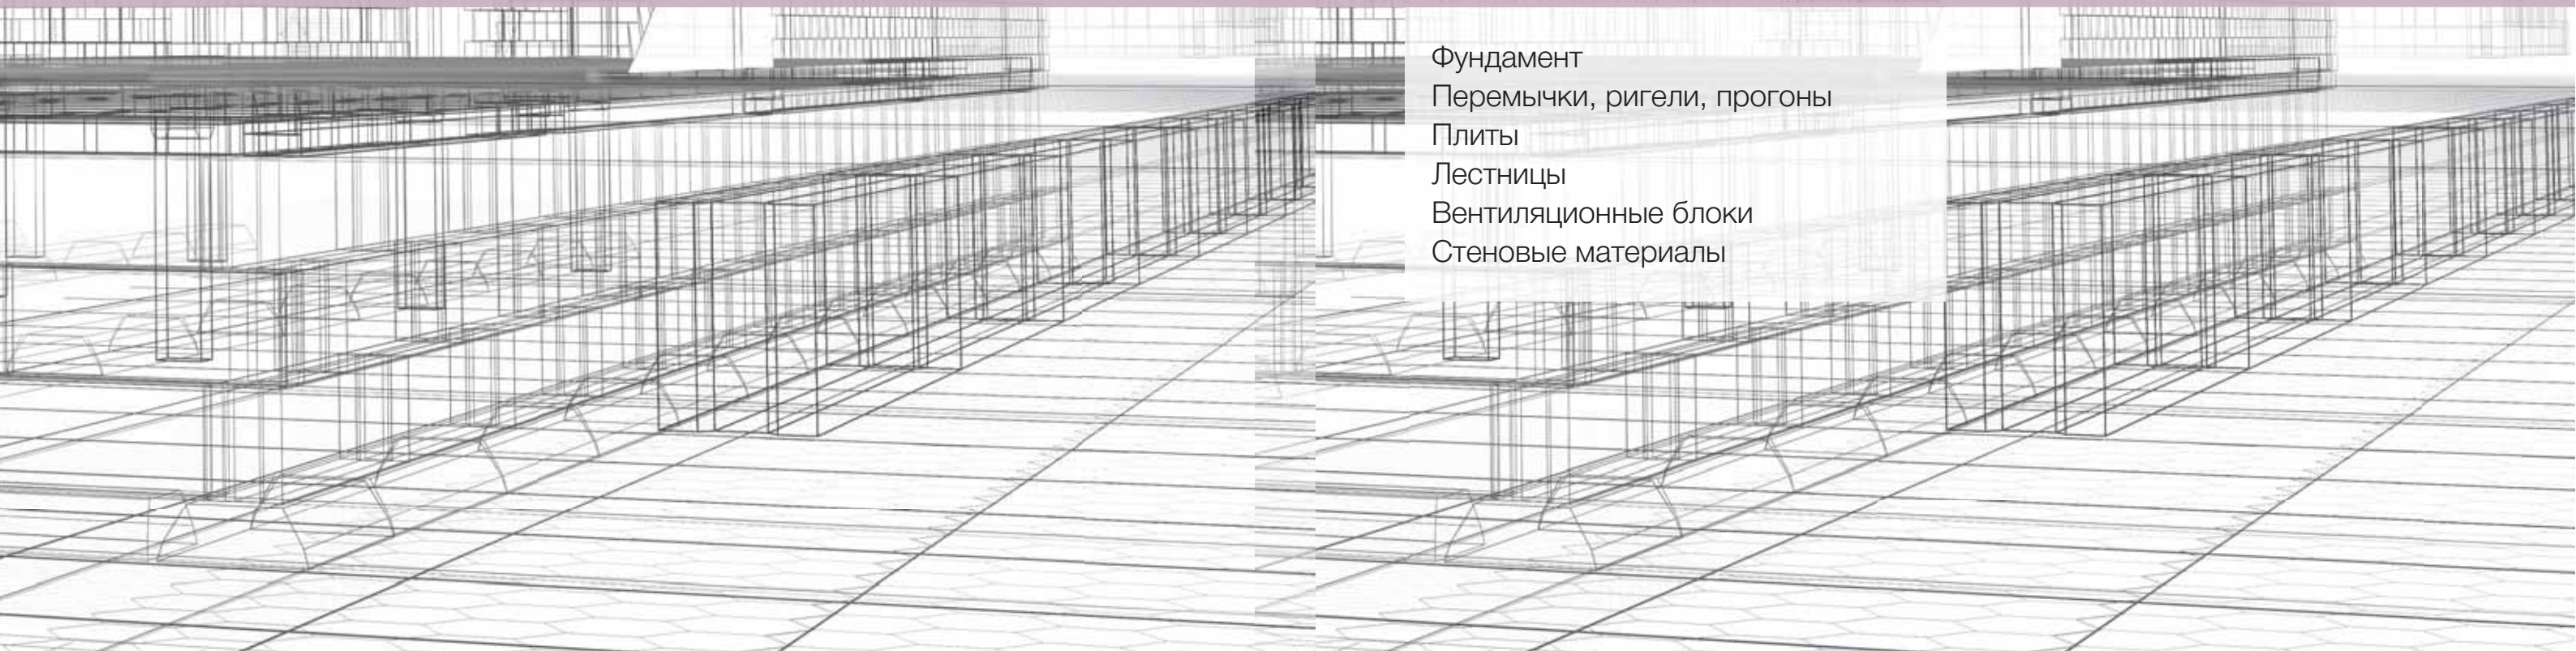 Фундамент
Перемычки, ригели, прогоны
Плиты
Лестницы
Вентиляционные блоки
Стеновые материалы